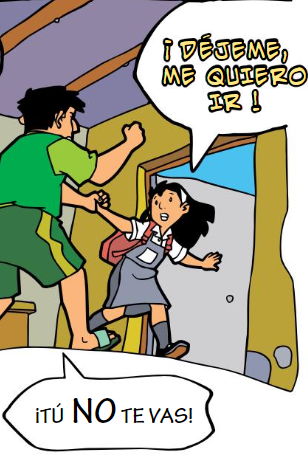 ¡ DÉJEME,
ME QUIERO
IR !
¡TÚ NO TE VAS!